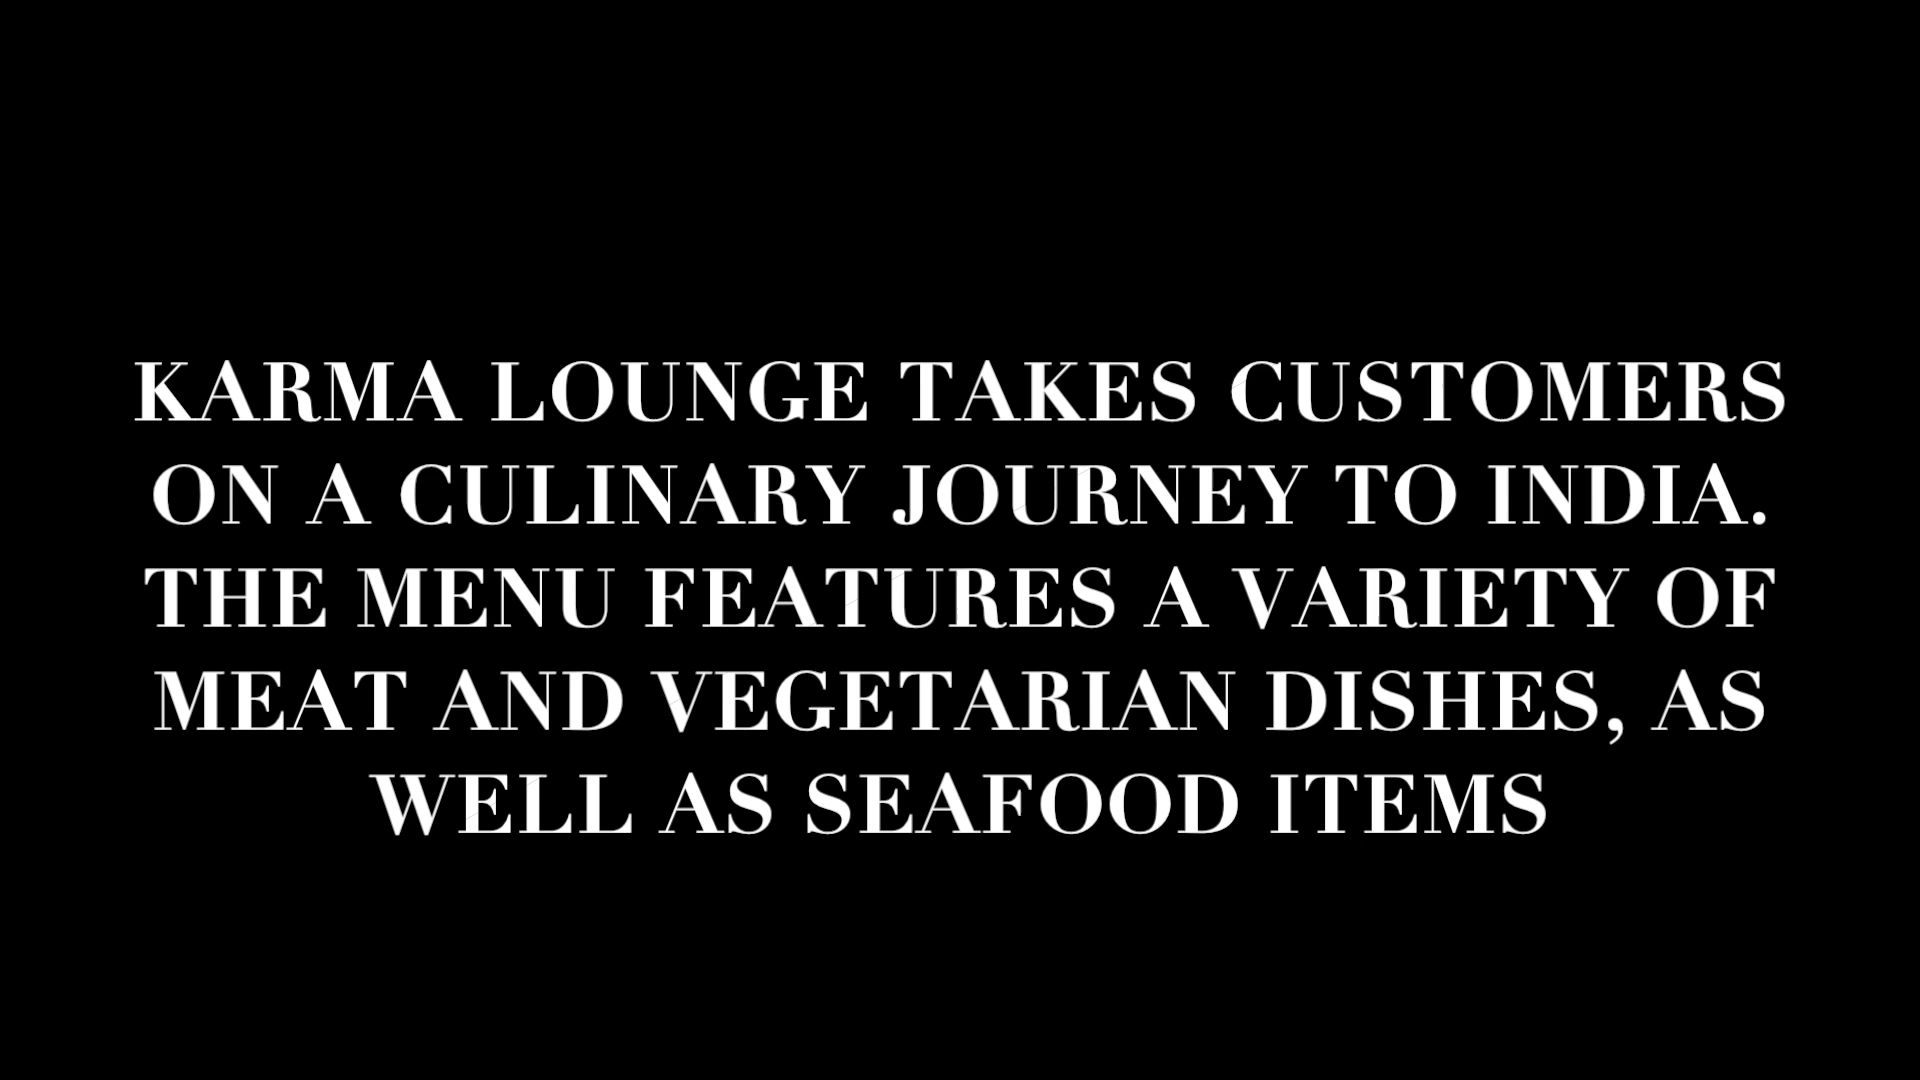 KARMA LOUNGE TAKES CUSTOMERS
ON A CULINARY JOURNEY TO INDIA.
THE MENU FEATURES A VARIETY OF
MEAT AND VEGETARIAN DISHES, AS
WELL AS SEAFOOD ITEMS